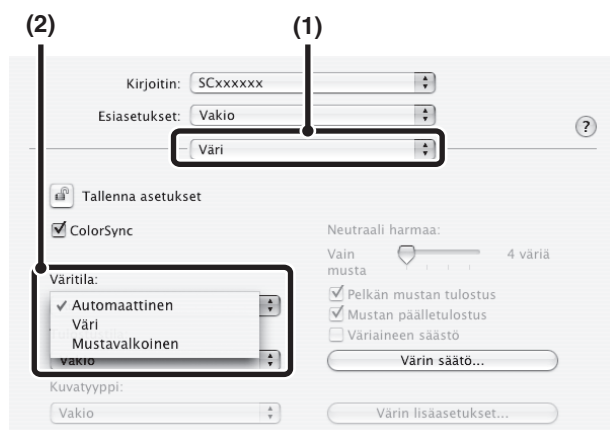 (2) (1)
Kirjoitin: SCxxxxxx
Esiasetukset: Vakio
?
Väri
Tallenna asetukset
ColorSync
Väritila:
✓ Automaattinen
Väri
Mustavalkoinen
Vakio
Kuvatyyppi:
Vakio
Neutraali harmaa:
Vain musta
4 väriä
Pelkän mustan tulostus
Mustan päälletulostus
Väriaineen säästö
Värin säätö...
Värin lisäasetukset...